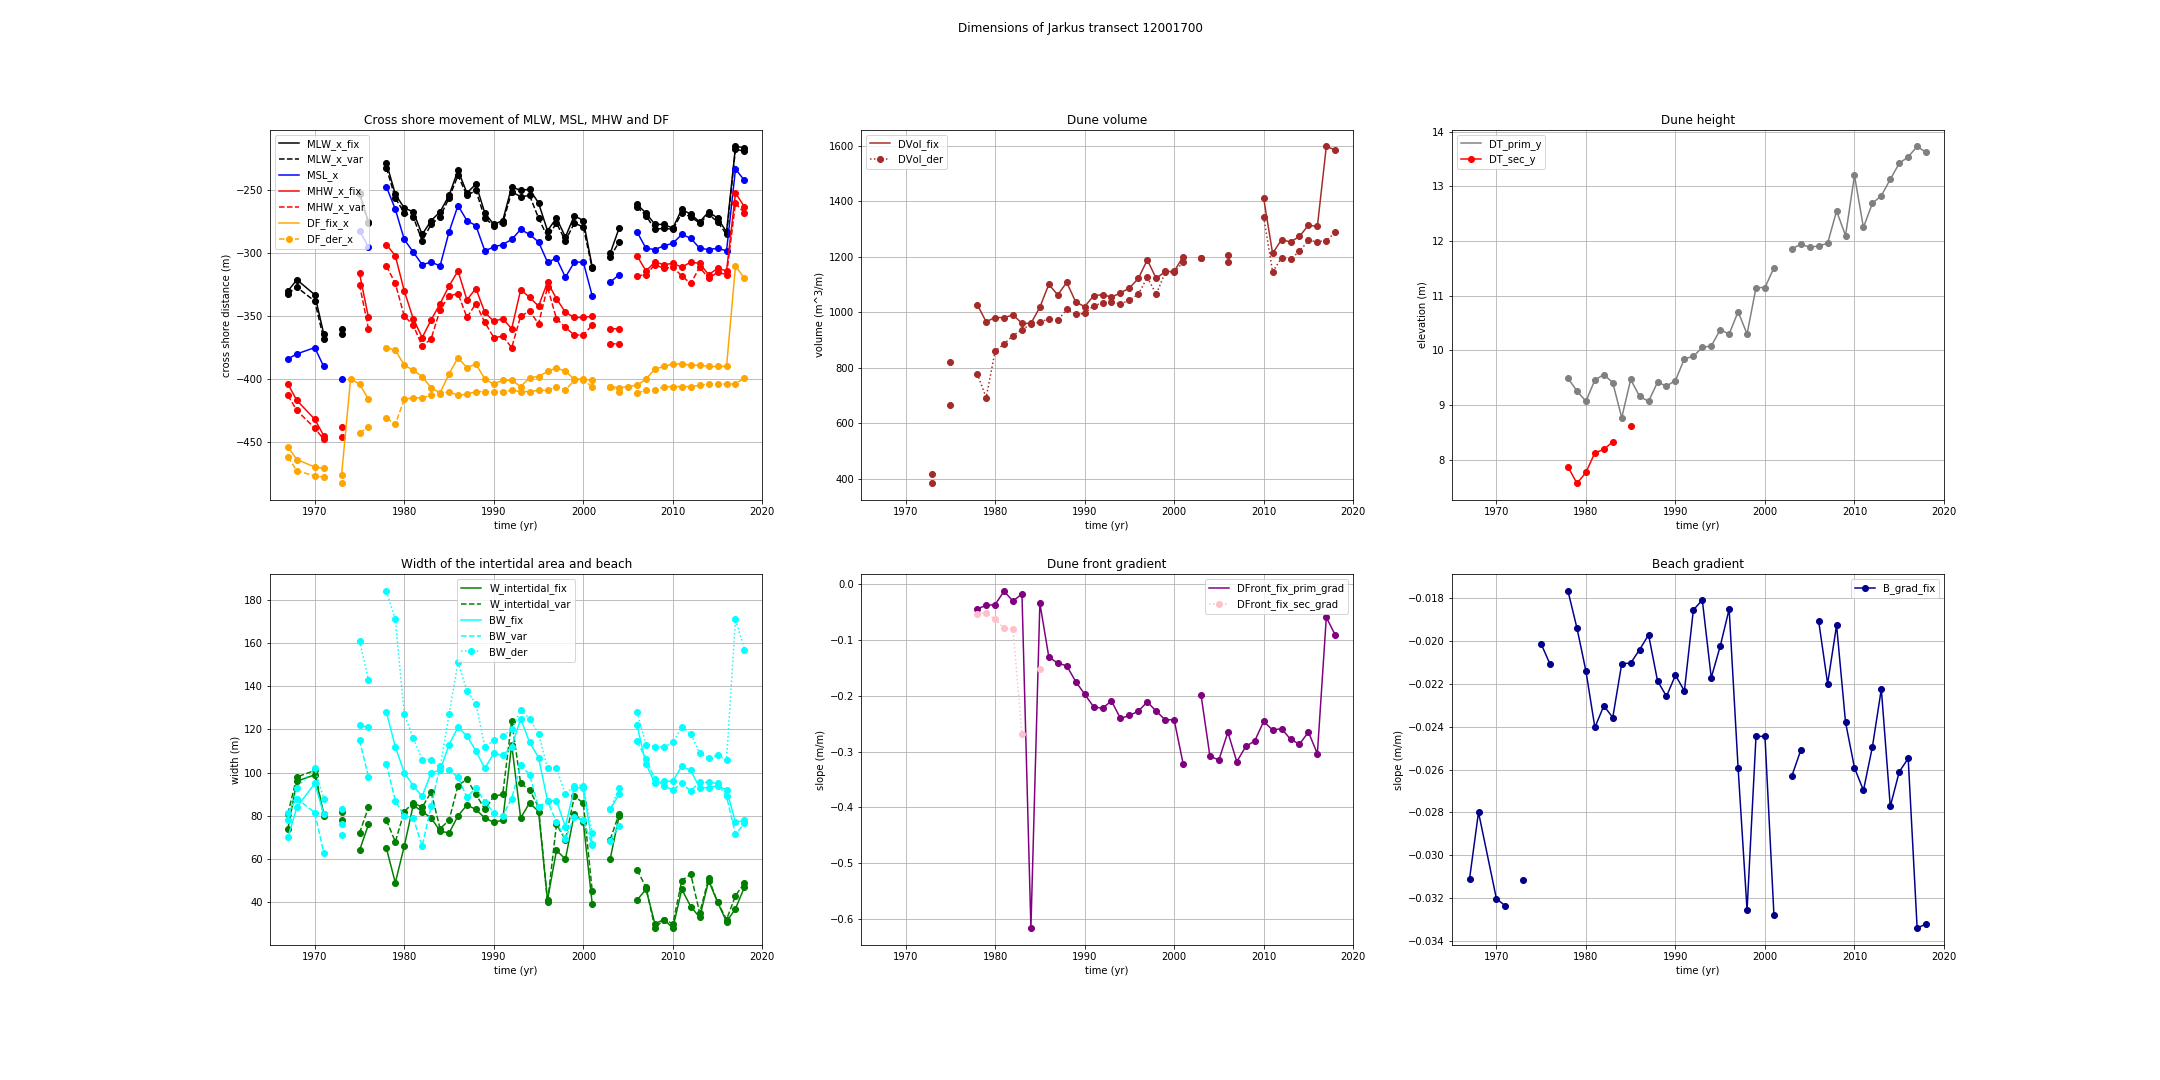 Dimensions of Jarkus transect 12001700
Cross shore movement of MLW, MSL, MHW and DF
MLW_x_fix
MLW_x_var
MSL_x
MHW_x_fix
MHW_x_var
DF_fix_x
DF_der_x
−250
−300
−350
−400
−450
cross shore distance (m)
1970 1980 1990 2000 2010 2020
time (yr)
Dune volume
DVol_fix
DVol_der
1600
1400
1200
1000
800
600
400
volume (m^3/m)
1970 1980 1990 2000 2010 2020
time (yr)
Dune height
DT_prim_y
DT_sec_y
14
13
12
11
10
9
8
elevation (m)
1970 1980 1990 2000 2010 2020
time (yr)
Width of the intertidal area and beach
W_intertidal_fix
W_intertidal_var
BW_fix
BW_var
BW_der
180
160
140
120
100
80
60
40
width (m)
1970 1980 1990 2000 2010 2020
time (yr)
Dune front gradient
DFront_fix_prim_grad
DFront_fix_sec_grad
0.0
−0.1
−0.2
−0.3
−0.4
−0.5
−0.6
slope (m/m)
1970 1980 1990 2000 2010 2020
time (yr)
Beach gradient
B_grad_fix
−0.018
−0.020
−0.022
−0.024
−0.026
−0.028
−0.030
−0.032
−0.034
slope (m/m)
1970 1980 1990 2000 2010 2020
time (yr)